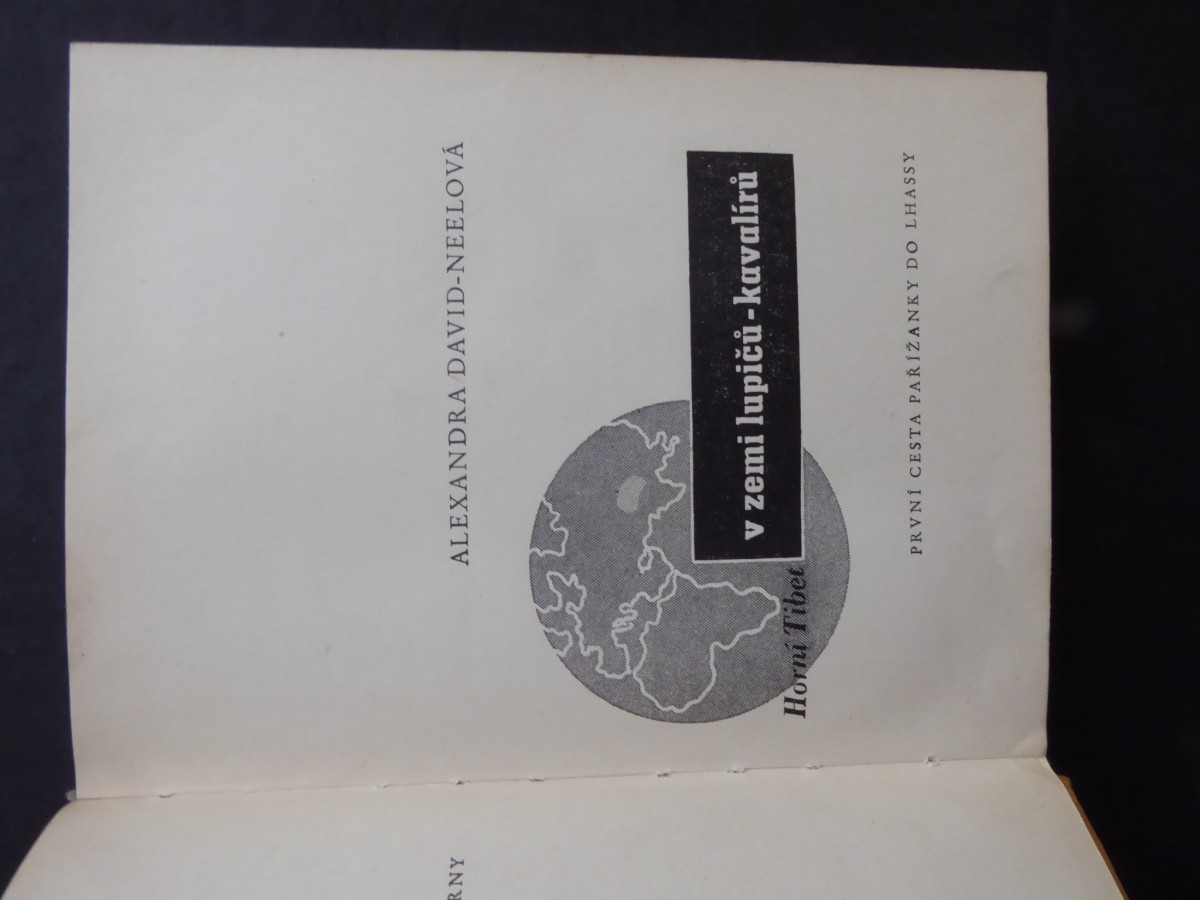 ALEXANDRA DAVID-NEELOVÁ
v zemi lupičů-kavalírů
Horní Tibet
PRVNÍ CESTA PAŘÍŽANKY DO LHASSY
RNY